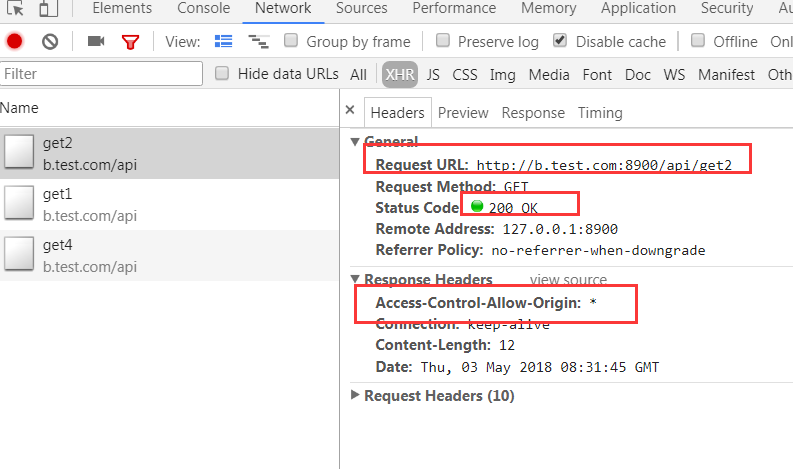 Elements Console Network Sources Performance Memory Application Security Au
View: Group by frame Preserve log Disable cache Offline Onl
Filter Hide data URLs All XHR JS CSS Img Media Font Doc WS Manifest Oth
Name
get2
b.test.com/api
get1
b.test.com/api
get4
b.test.com/api
× Headers Preview Response Timing
▼ General
Request URL: http://b.test.com:8900/api/get2
Request Method: GET
Status Code: 200 OK
Remote Address: 127.0.0.1:8900
Referrer Policy: no-referrer-when-downgrade
▼ Response Headers view source
Access-Control-Allow-Origin: *
Connection: keep-alive
Content-Length: 12
Date: Thu, 03 May 2018 08:31:45 GMT
▶ Request Headers (10)